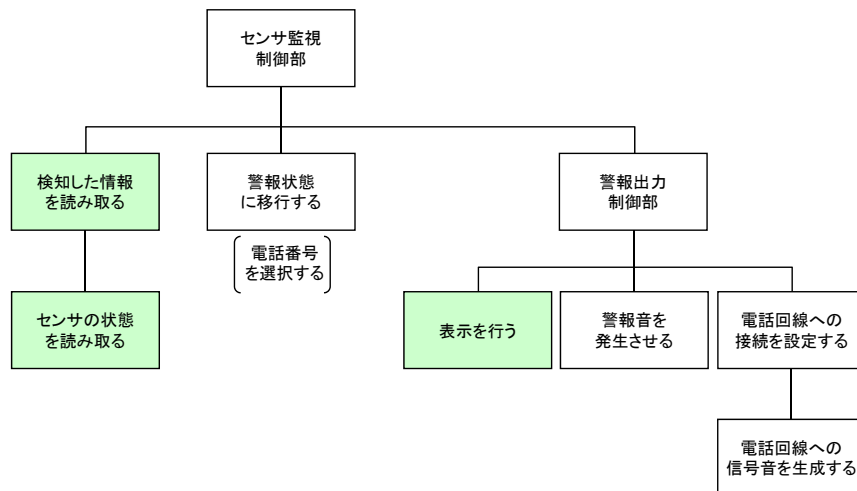 センサ監視
制御部
検知した情報
を読み取る
警報状態
に移行する
警報出力
制御部
電話番号
を選択する
センサの状態
を読み取る
表示を行う
警報音を
発生させる
電話回線への
接続を設定する
電話回線への
信号音を生成する